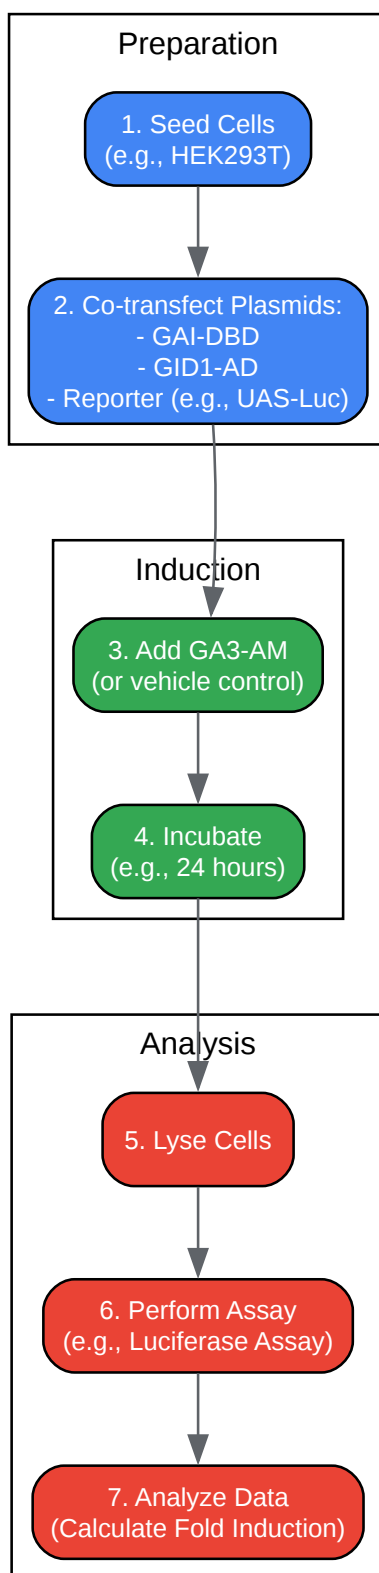 Preparation
1. Seed Cells
(e.g., HEK293T)
2. Co-transfect Plasmids:
- GAI-DBD
- GID1-AD
- Reporter (e.g., UAS-Luc)
Induction
3. Add GA3-AM
(or vehicle control)
4. Incubate
(e.g., 24 hours)
Analysis
5. Lyse Cells
6. Perform Assay
(e.g., Luciferase Assay)
7. Analyze Data
(Calculate Fold Induction)